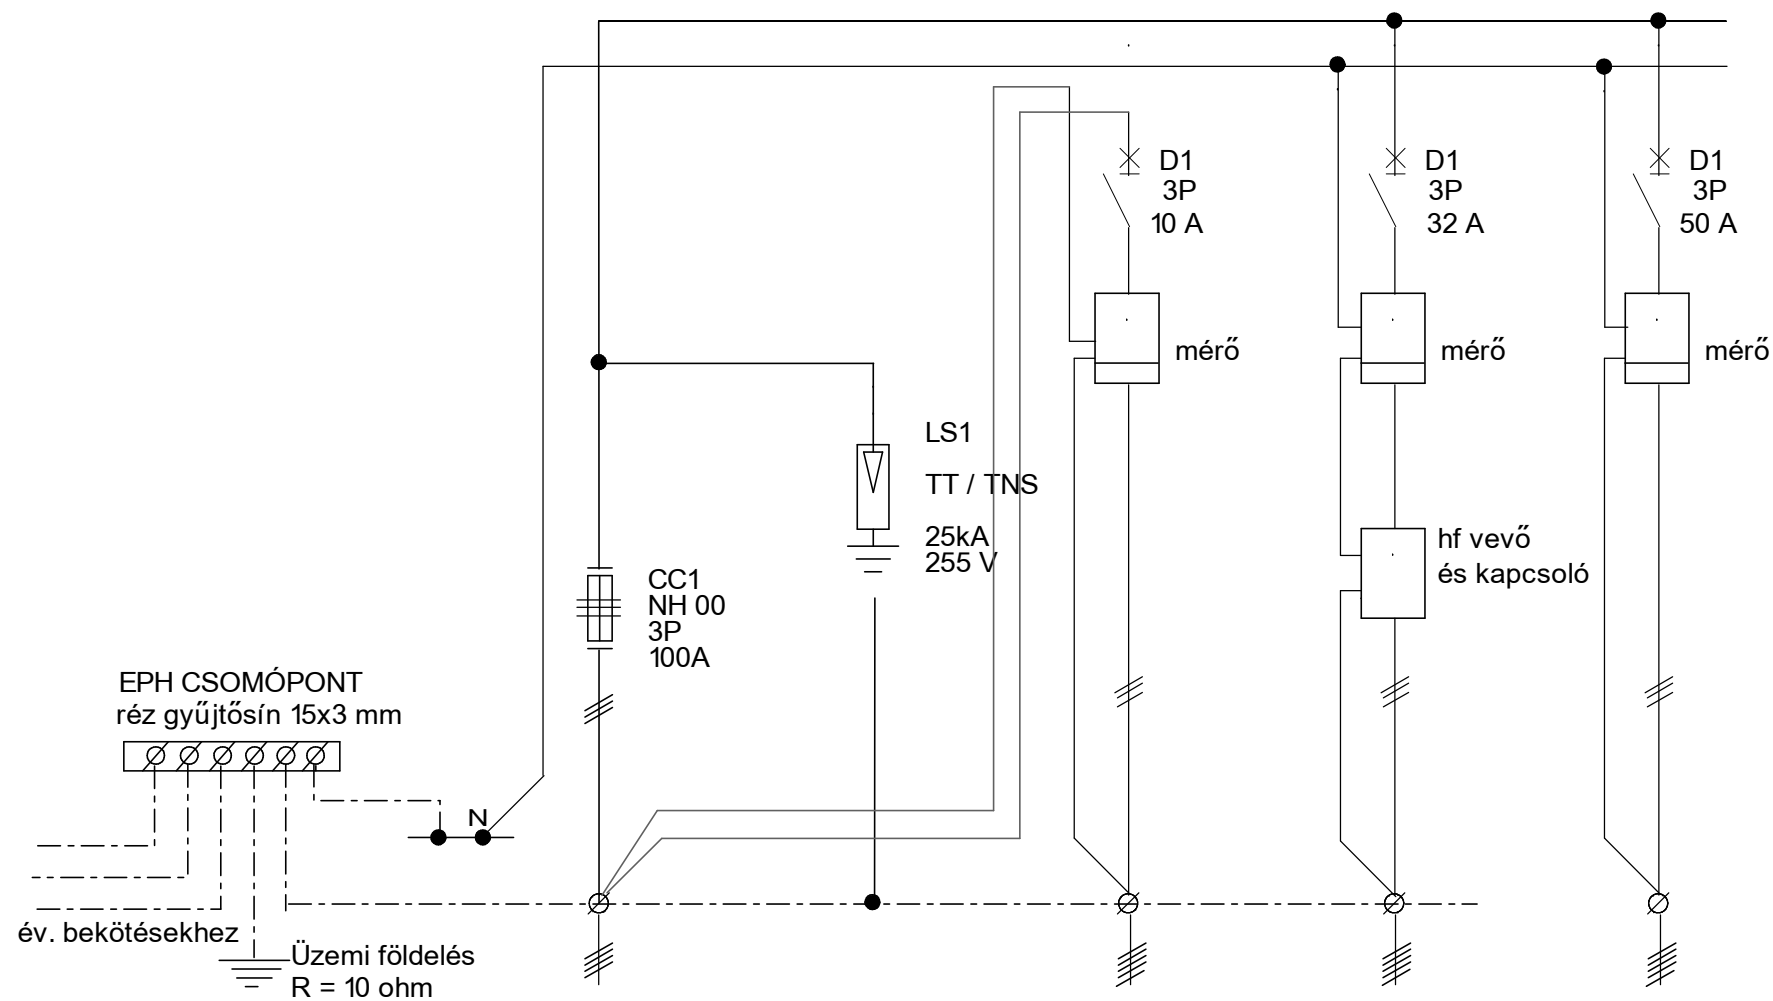 D1
3P
10 A
D1
3P
32 A
D1
3P
50 A
mérő
mérő
mérő
LS1
TT / TNS
25kA
255 V
hf vevő
és kapcsoló
CC1
NH 00
3P
100A
EPH CSOMÓPONT
réz gyűjtősín 15x3 mm
N
év. bekötésekhez
Üzemi földelés
R = 10 ohm